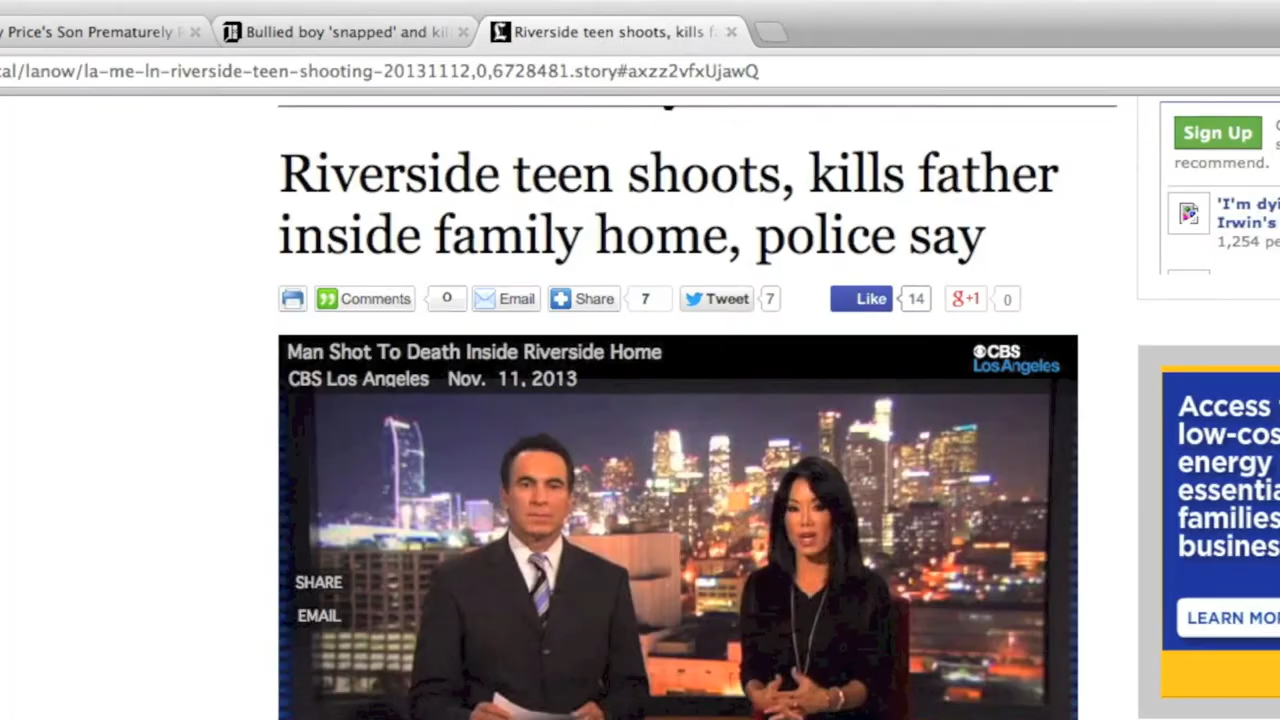 y Price's Son Prematurely
Bullied boy 'snapped' and kil
Riverside teen shoots, kills f
tal/lanow/la-me-ln-riverside-teen-shooting-20131112,0,6728481.story#axzz2vfxUjawQ
Sign Up
recommend.
Riverside teen shoots, kills father
inside family home, police say
'I'm dyi
Irwin's
1,254 pe
Comments 0 Email Share 7 Tweet 7 Like 14 g+1 0
Man Shot To Death Inside Riverside Home
CBS Los Angeles Nov. 11, 2013
CBS
Los Angeles
SHARE
EMAIL
Access
low-cos
energy
essentia
families
busines
LEARN MO